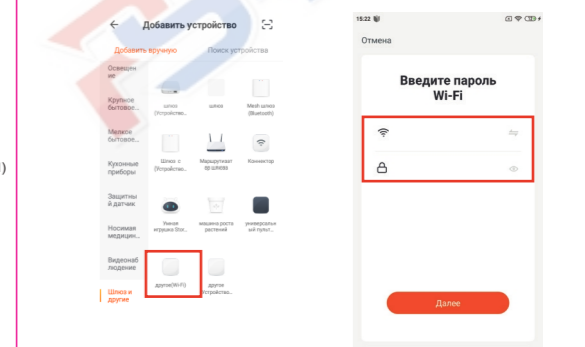 Добавить устройство
Добавить вручную
Поиск устройства
Освещен
ие
Крупное
бытовое...
шлюз
(Устройство...
шлюз
Mesh шлюз
(Bluetooth)
Мелкое
бытовое...
Кухонные
приборы
Шлюз с
(Устройство...
Маршрутизат
ор шлюза
Коннектор
Защитны
й датчик
Носимая
медицин...
Умная
игрушка Stor...
машина роста
растений
универсальн
ый пульт...
Видеонаб
людение
Шлюз и
другие
другое(Wi-Fi)
другое
(Устройство...
15:22
Отмена
Введите пароль
Wi-Fi
Далее